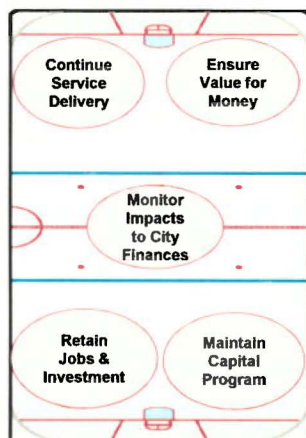 Continue
Service
Delivery
Ensure
Value for
Money
Monitor
Impacts
to City
Finances
Retain
Jobs &
Investment
Maintain
Capital
Program